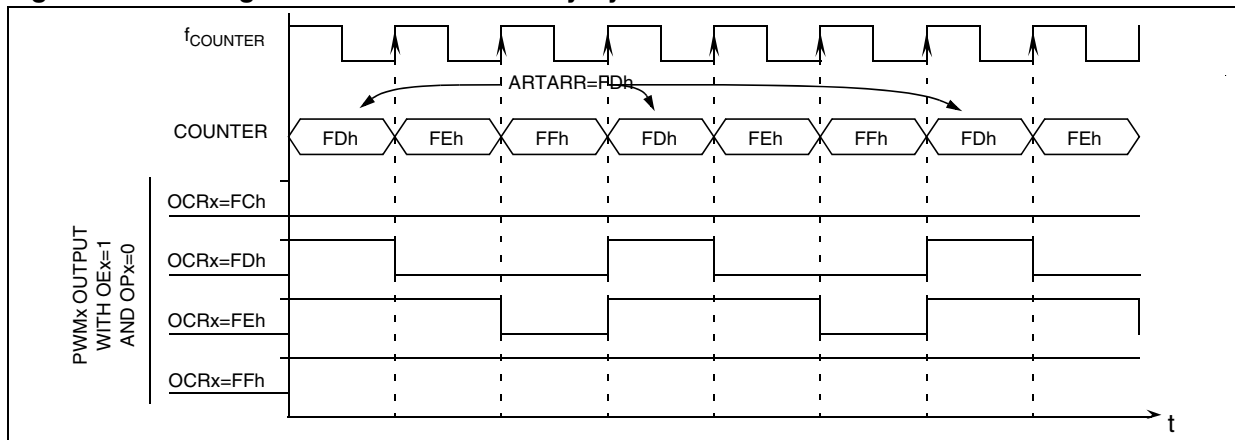 fCOUNTER
ARTARR=FDh
COUNTER
FDh FEh FFh FDh FEh FFh FDh FEh
PWMx OUTPUT
WITH OEx=1
AND OPx=0
OCRx=FCh
OCRx=FDh
OCRx=FEh
OCRx=FFh
t